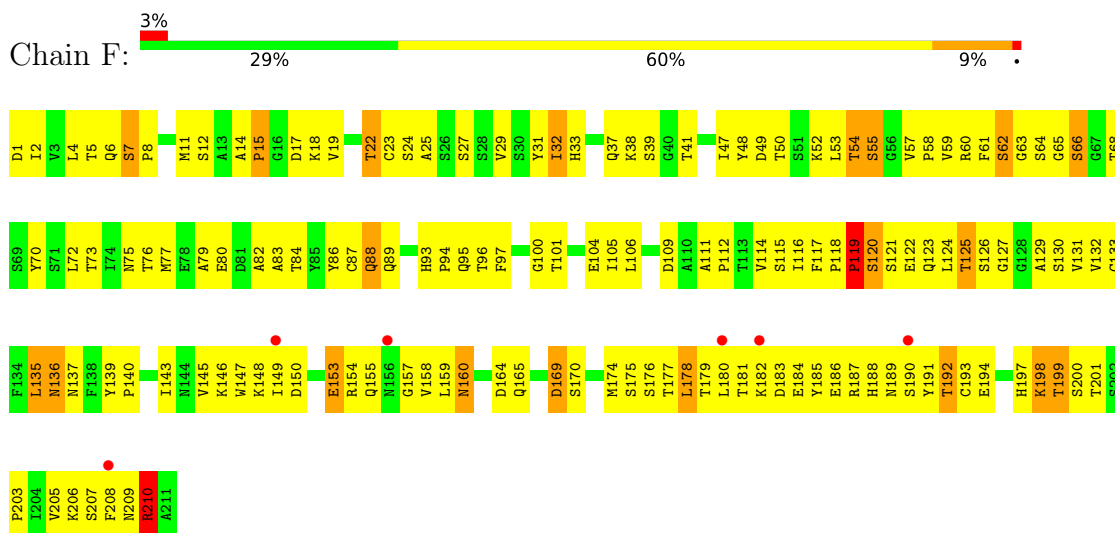 3%
Chain F:
29% 60% 9% •
D1 I2 V3 L4 T5 Q6 S7 P8 M11 S12 A13 A14 P15 G16 D17 K18 V19 T22 C23 S24 A25 S26 S27 S28 V29 S30 Y31 I32 H33 Q37 K38 S39 G40 T41 I47 Y48 D49 T50 S51 K52 L53 T54 S55 G56 V57 P58 V59 R60 F61 S62 G63 S64 G65 S66 G67 T68
S69 Y70 S71 L72 T73 I74 N75 T76 M77 E78 A79 E80 D81 A82 A83 T84 Y85 Y86 C87 Q88 Q89 H93 P94 Q95 T96 F97 G100 T101 E104 I105 L106 D109 A110 A111 P112 T113 V114 S115 I116 F117 P118 P119 S120 S121 E122 Q123 L124 T125 S126 G127 G128 A129 S130 V131 V132 C133
F134 L135 N136 N137 F138 Y139 P140 I143 N144 V145 K146 W147 K148 I149 D150 E153 R154 Q155 N156 G157 V158 L159 N160 D164 Q165 D169 S170 M174 S175 S176 T177 L178 T179 L180 T181 K182 D183 E184 Y185 E186 R187 H188 N189 S190 Y191 T192 C193 E194 H197 K198 T199 S200 T201 S202
P203 I204 V205 K206 S207 F208 N209 R210 A211